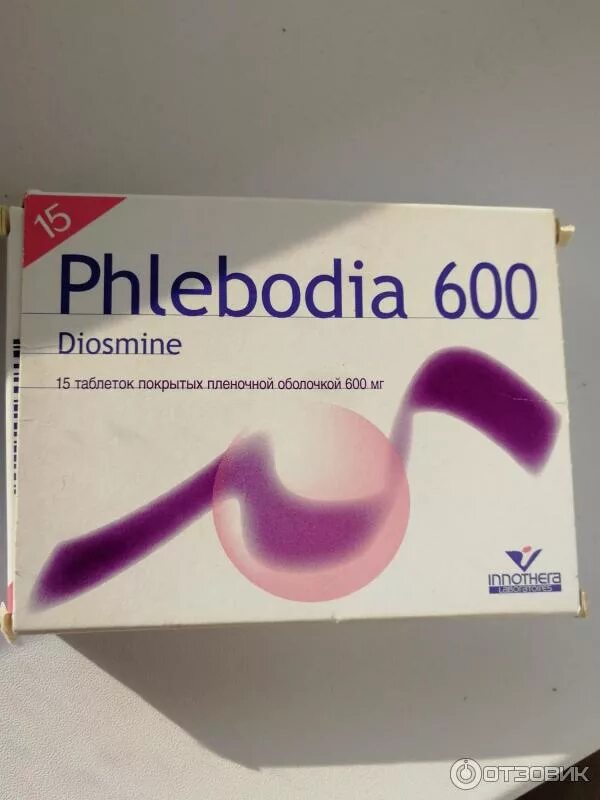 15
Phlebodia 600
Diosmine
15 таблеток покрытых пленочной оболочкой 600 мг
INNOTHERA
LABORATOIRES
ОТЗОВИК